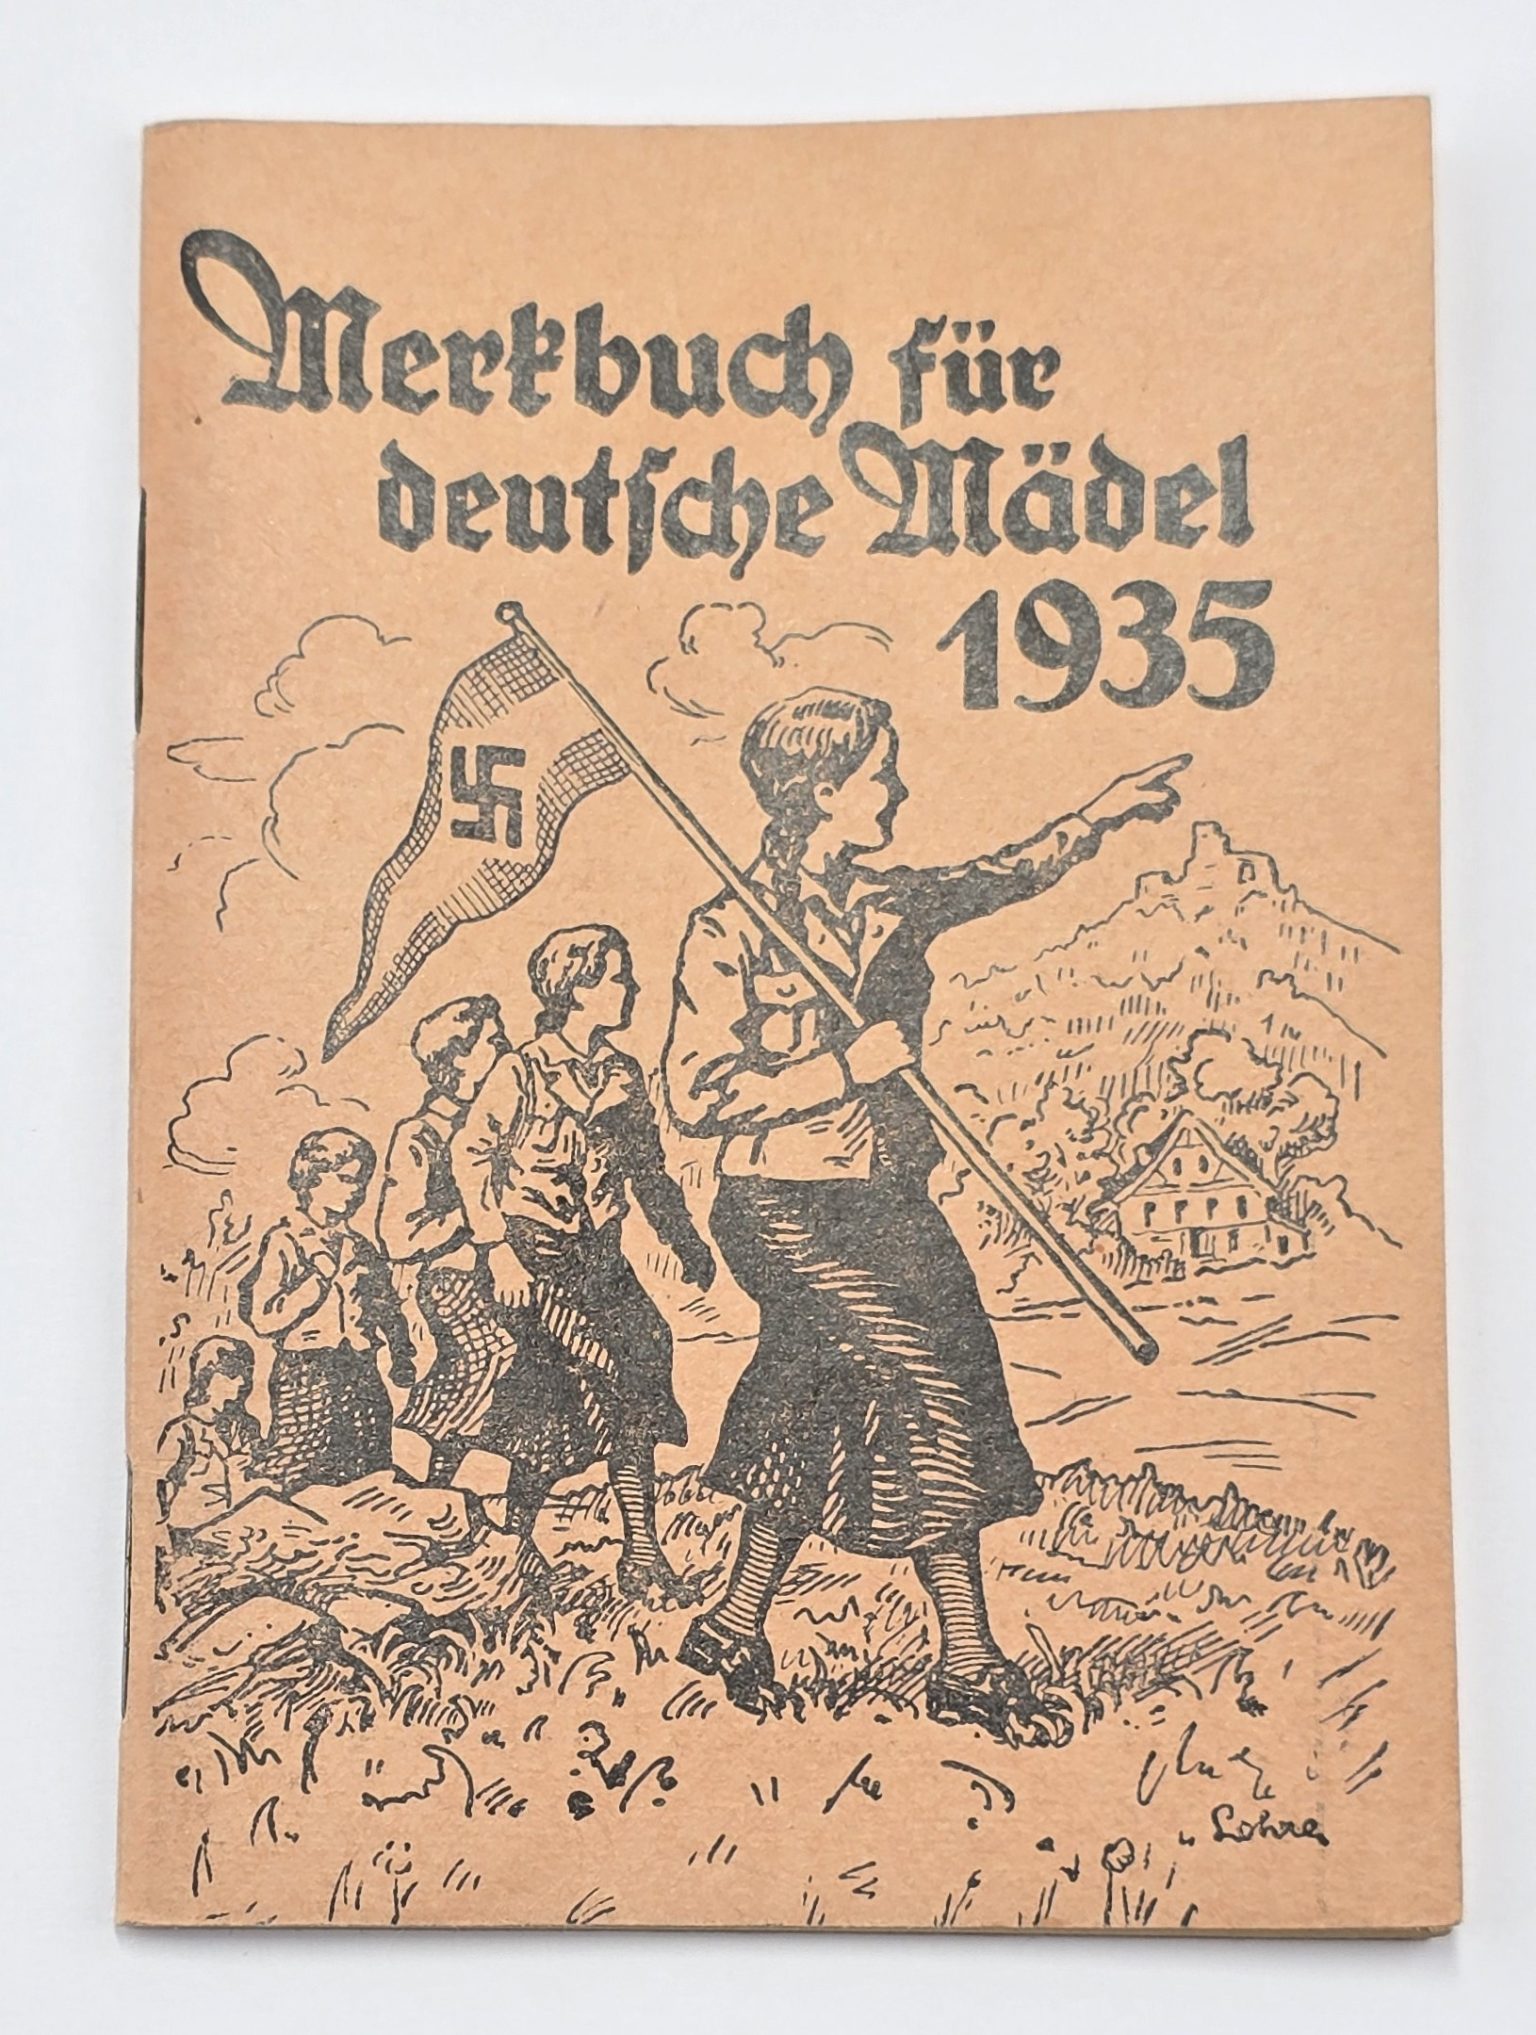 Merkbuch für
deutsche Mädel
1935